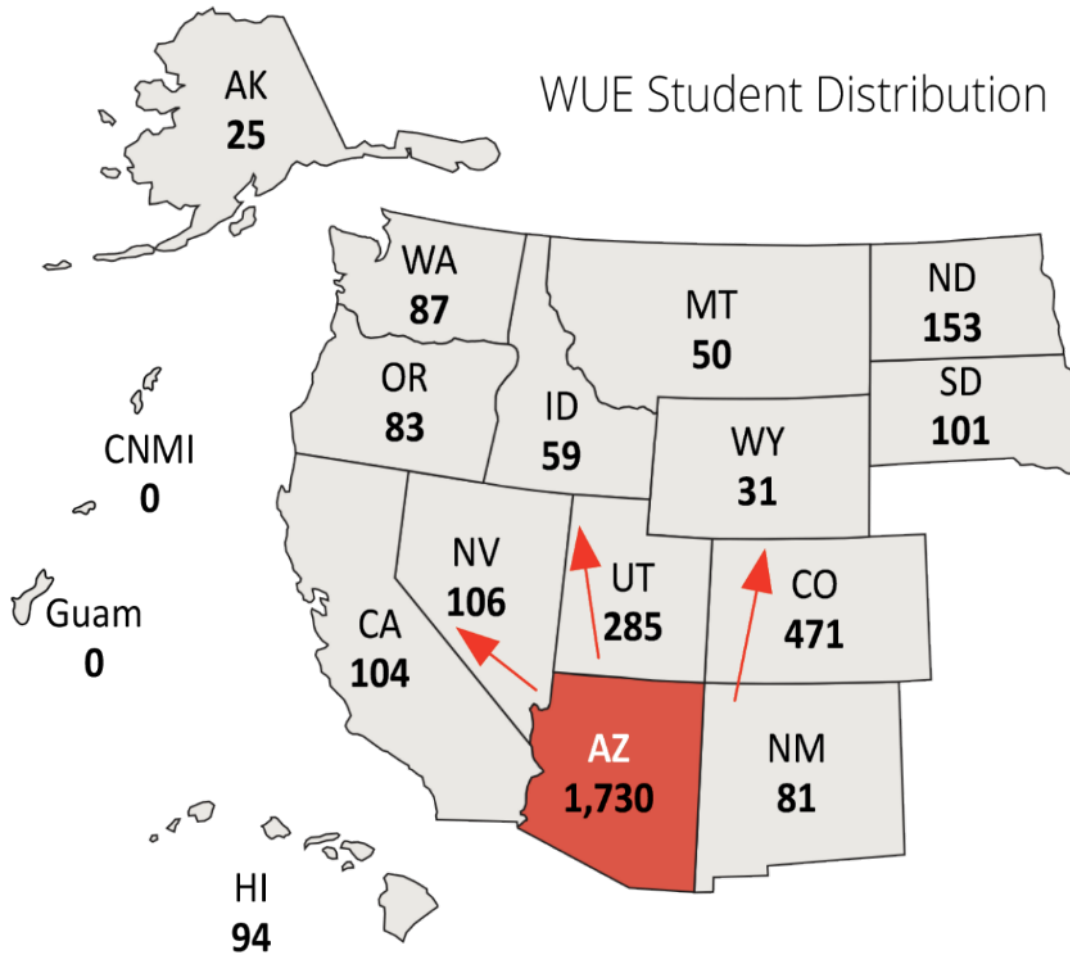 WUE Student Distribution
AK
25
WA
87
MT
50
ND
153
OR
83
ID
59
SD
101
WY
31
CNMI
0
NV
106
UT
285
CO
471
Guam
0
CA
104
AZ
1,730
NM
81
HI
94